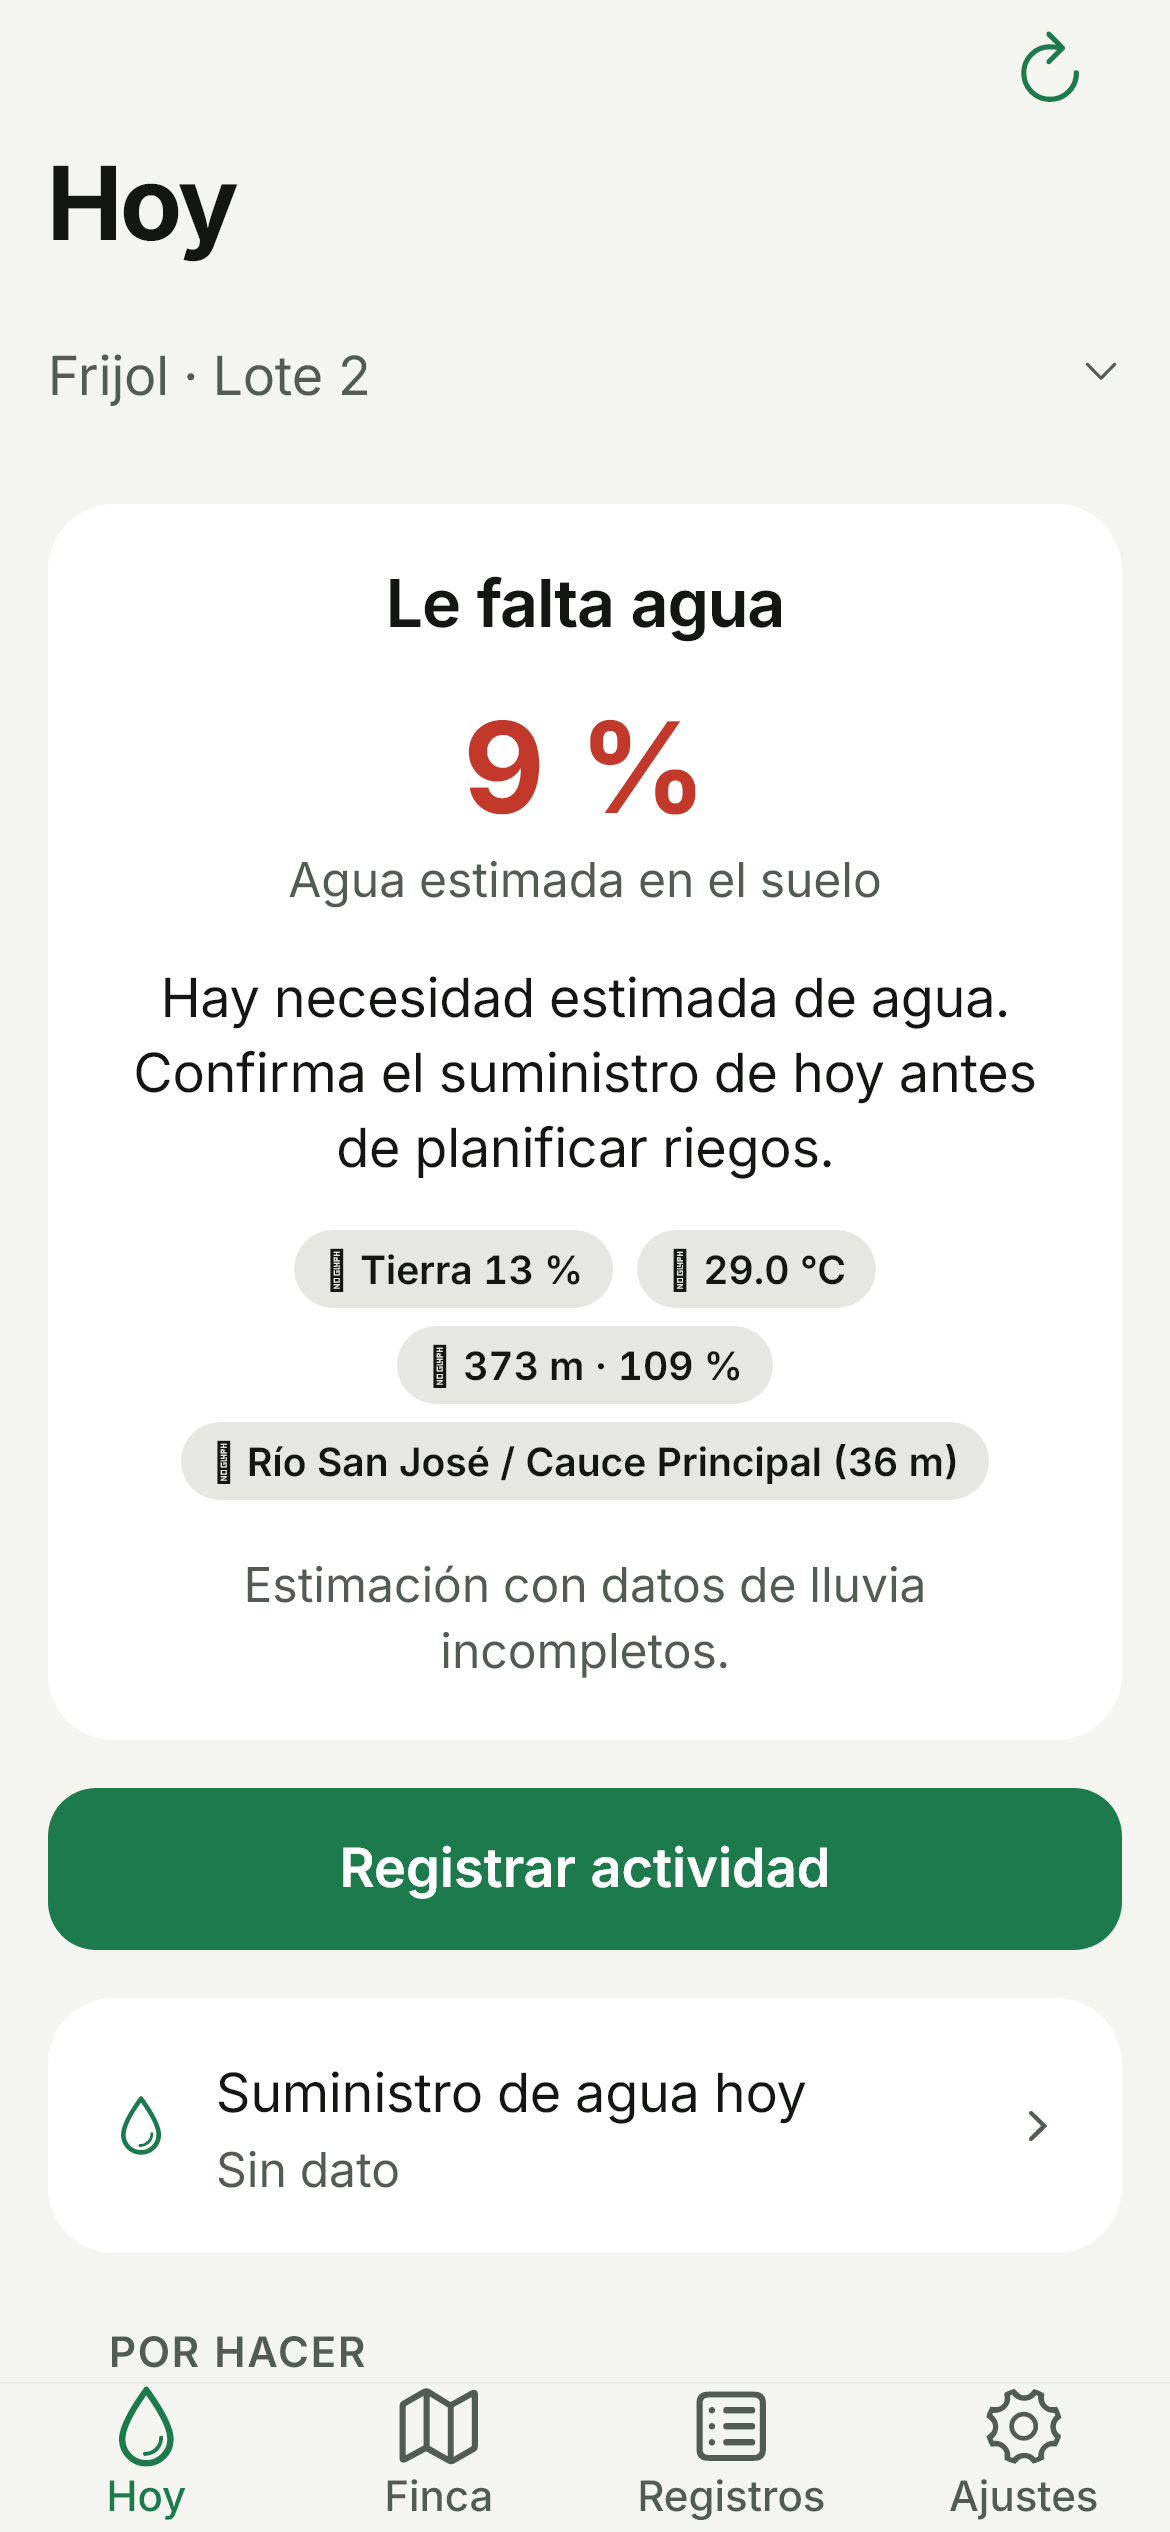 Hoy
Frijol · Lote 2
Le falta agua
9 %
Agua estimada en el suelo
Hay necesidad estimada de agua.
Confirma el suministro de hoy antes
de planificar riegos.
Tierra 13 %
29.0 °C
373 m · 109 %
Río San José / Cauce Principal (36 m)
Estimación con datos de lluvia
incompletos.
Registrar actividad
Suministro de agua hoy
Sin dato
POR HACER
Hoy
Finca
Registros
Ajustes